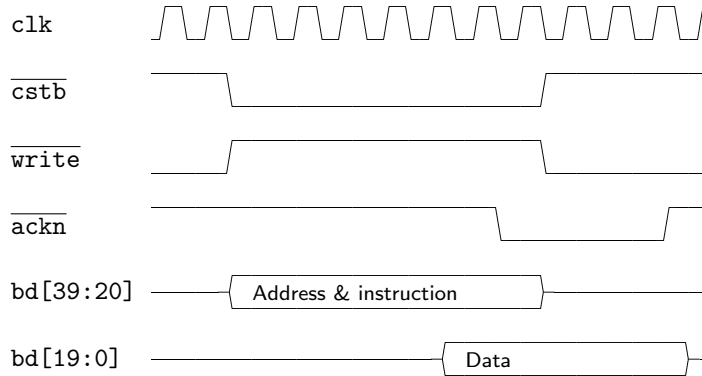 clk
cstb
write
ackn
bd[39:20] Address & instruction
bd[19:0] Data